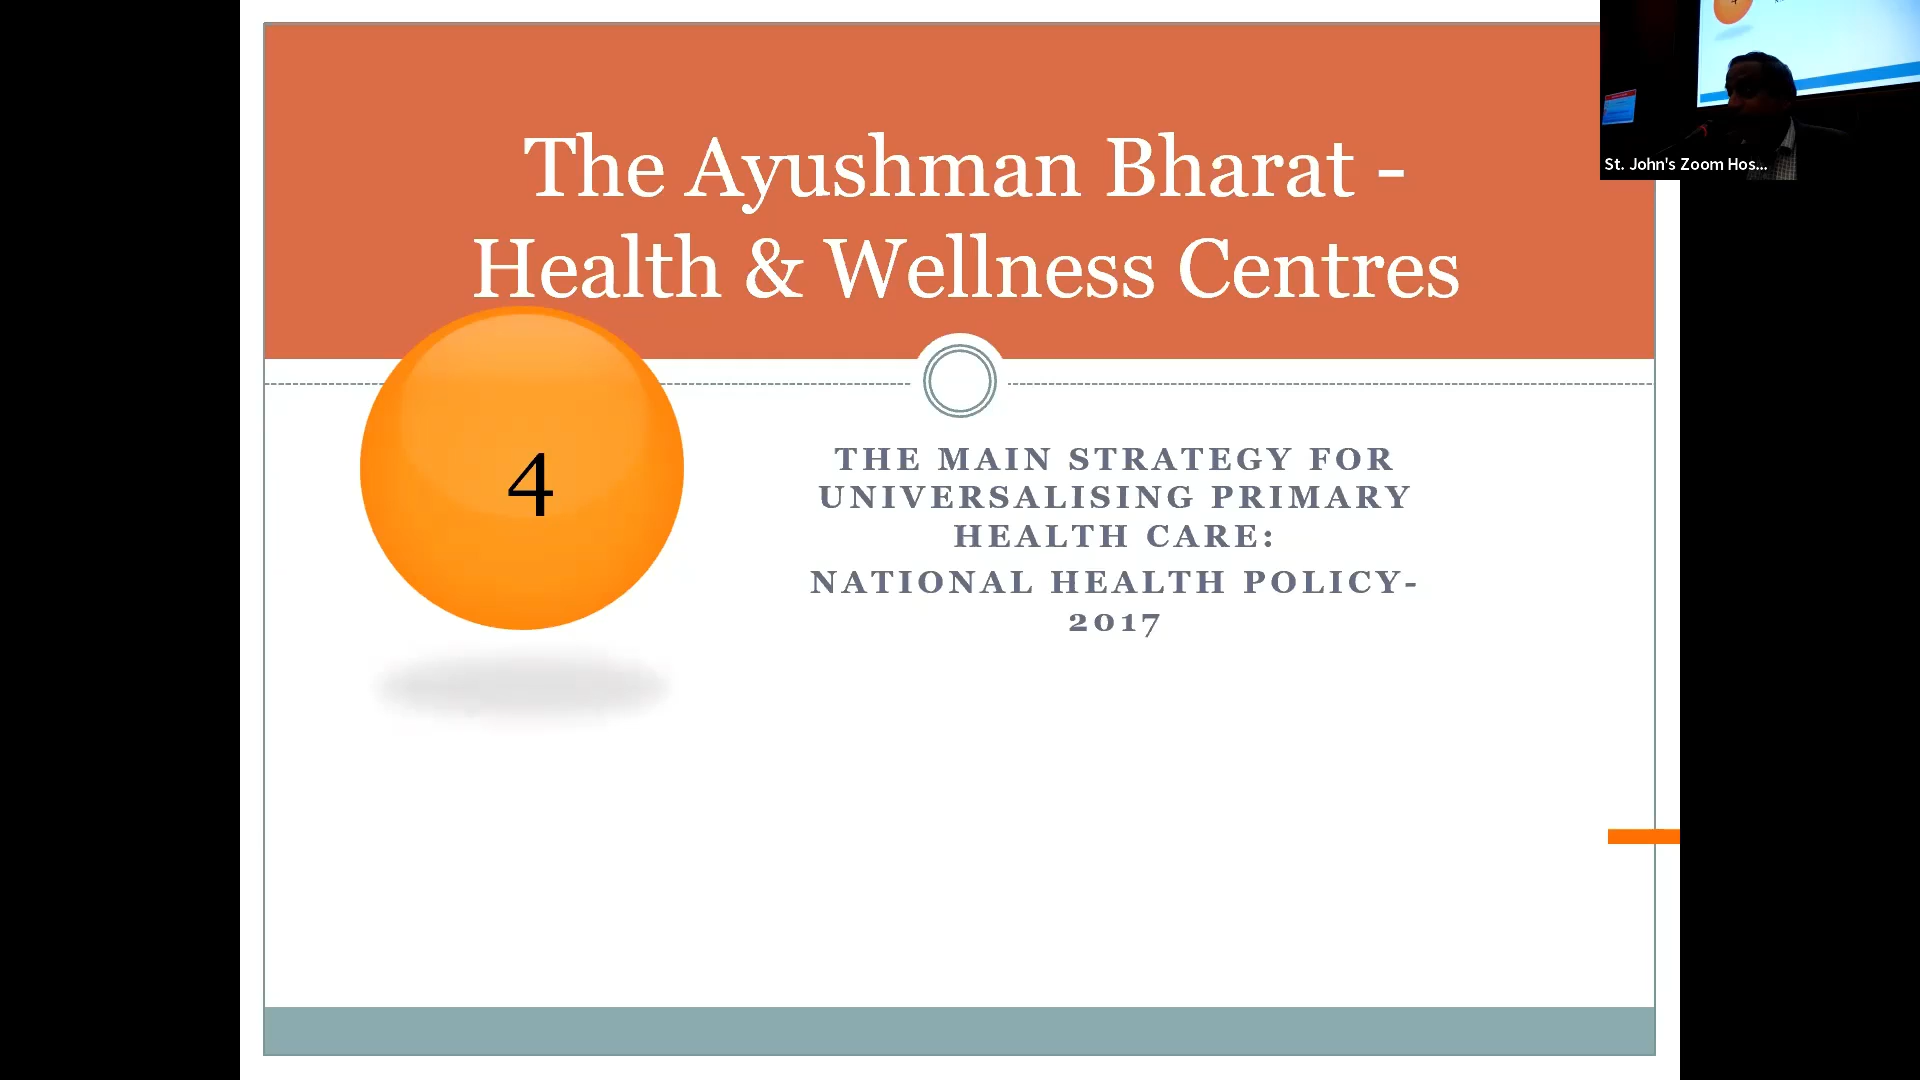 The Ayushman Bharat -
Health & Wellness Centres
4
THE MAIN STRATEGY FOR
UNIVERSALISING PRIMARY
HEALTH CARE:
NATIONAL HEALTH POLICY-
2017
St. John's Zoom Hos...